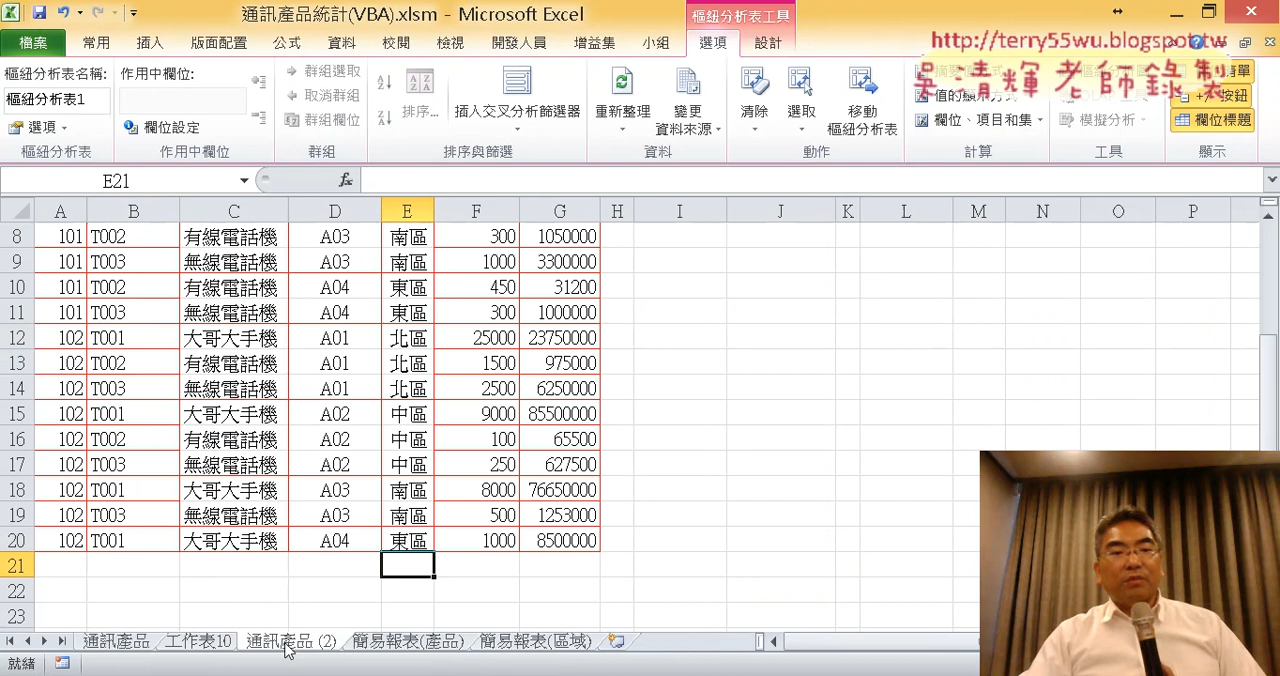 通訊產品統計(VBA).xlsm - Microsoft Excel
樞紐分析表工具
檔案 常用 插入 版面配置 公式 資料 校閱 檢視 開發人員 增益集 小組 選項 設計
http://terry55wu.blogspot.tw
吳清輝老師錄製
樞紐分析表名稱: 作用中欄位: 群組選取
樞紐分析表1 取消群組
選項 欄位設定 群組欄位
排序... 插入交叉分析篩選器 重新整理 變更資料來源 清除 選取 移動樞紐分析表
值的顯示方式 +/- 按鈕
欄位、項目和集 模擬分析 欄位標題
樞紐分析表 作用中欄位 群組 排序與篩選 資料 動作 計算 工具 顯示
E21 fx
A B C D E F G H I J K L M N O P
8 101 T002 有線電話機 A03 南區 300 1050000
9 101 T003 無線電話機 A03 南區 1000 3300000
10 101 T002 有線電話機 A04 東區 450 31200
11 101 T003 無線電話機 A04 東區 300 1000000
12 102 T001 大哥大手機 A01 北區 25000 23750000
13 102 T002 有線電話機 A01 北區 1500 975000
14 102 T003 無線電話機 A01 北區 2500 6250000
15 102 T001 大哥大手機 A02 中區 9000 85500000
16 102 T002 有線電話機 A02 中區 100 65500
17 102 T003 無線電話機 A02 中區 250 627500
18 102 T001 大哥大手機 A03 南區 8000 76650000
19 102 T003 無線電話機 A03 南區 500 1253000
20 102 T001 大哥大手機 A04 東區 1000 8500000
21
22
23
通訊產品 工作表10 通訊產品 (2) 簡易報表(產品) 簡易報表(區域)
就緒